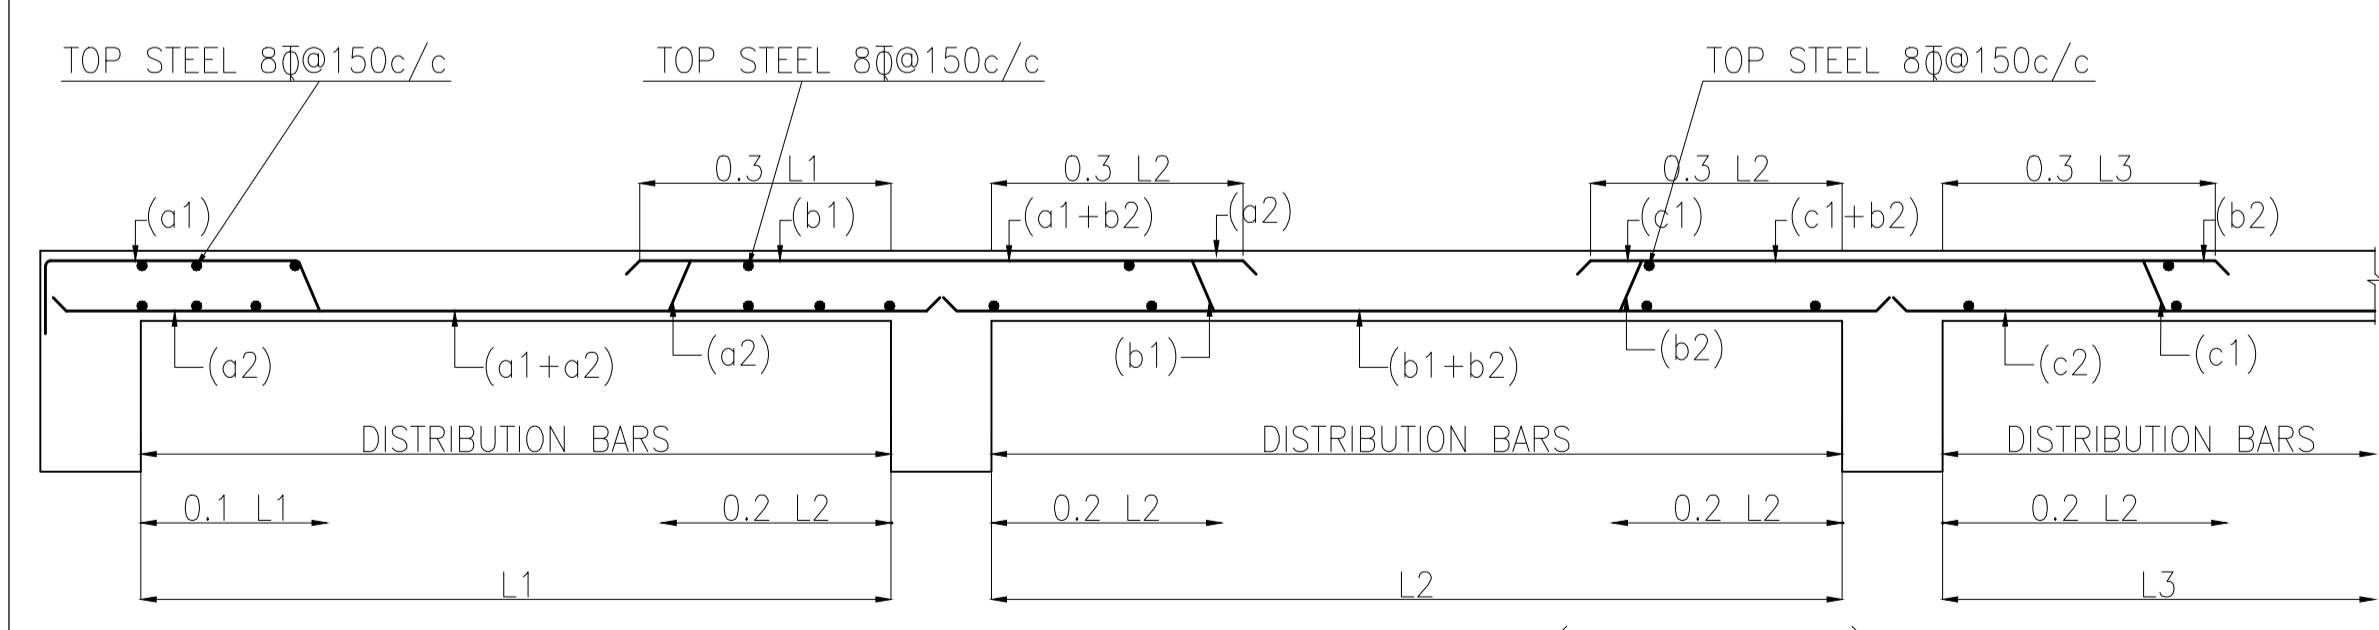 TOP STEEL 8Φ@150c/c
TOP STEEL 8Φ@150c/c
TOP STEEL 8Φ@150c/c
0.3 L1
0.3 L2
0.3 L2
0.3 L3
(a1)
(b1)
(a1+b2)
(a2)
(c1)
(c1+b2)
(b2)
(a2)
(a1+a2)
(a2)
(b1)
(b1+b2)
(b2)
(c2)
(c1)
DISTRIBUTION BARS
DISTRIBUTION BARS
DISTRIBUTION BARS
0.1 L1
0.2 L2
0.2 L2
0.2 L2
0.2 L2
L1
L2
L3